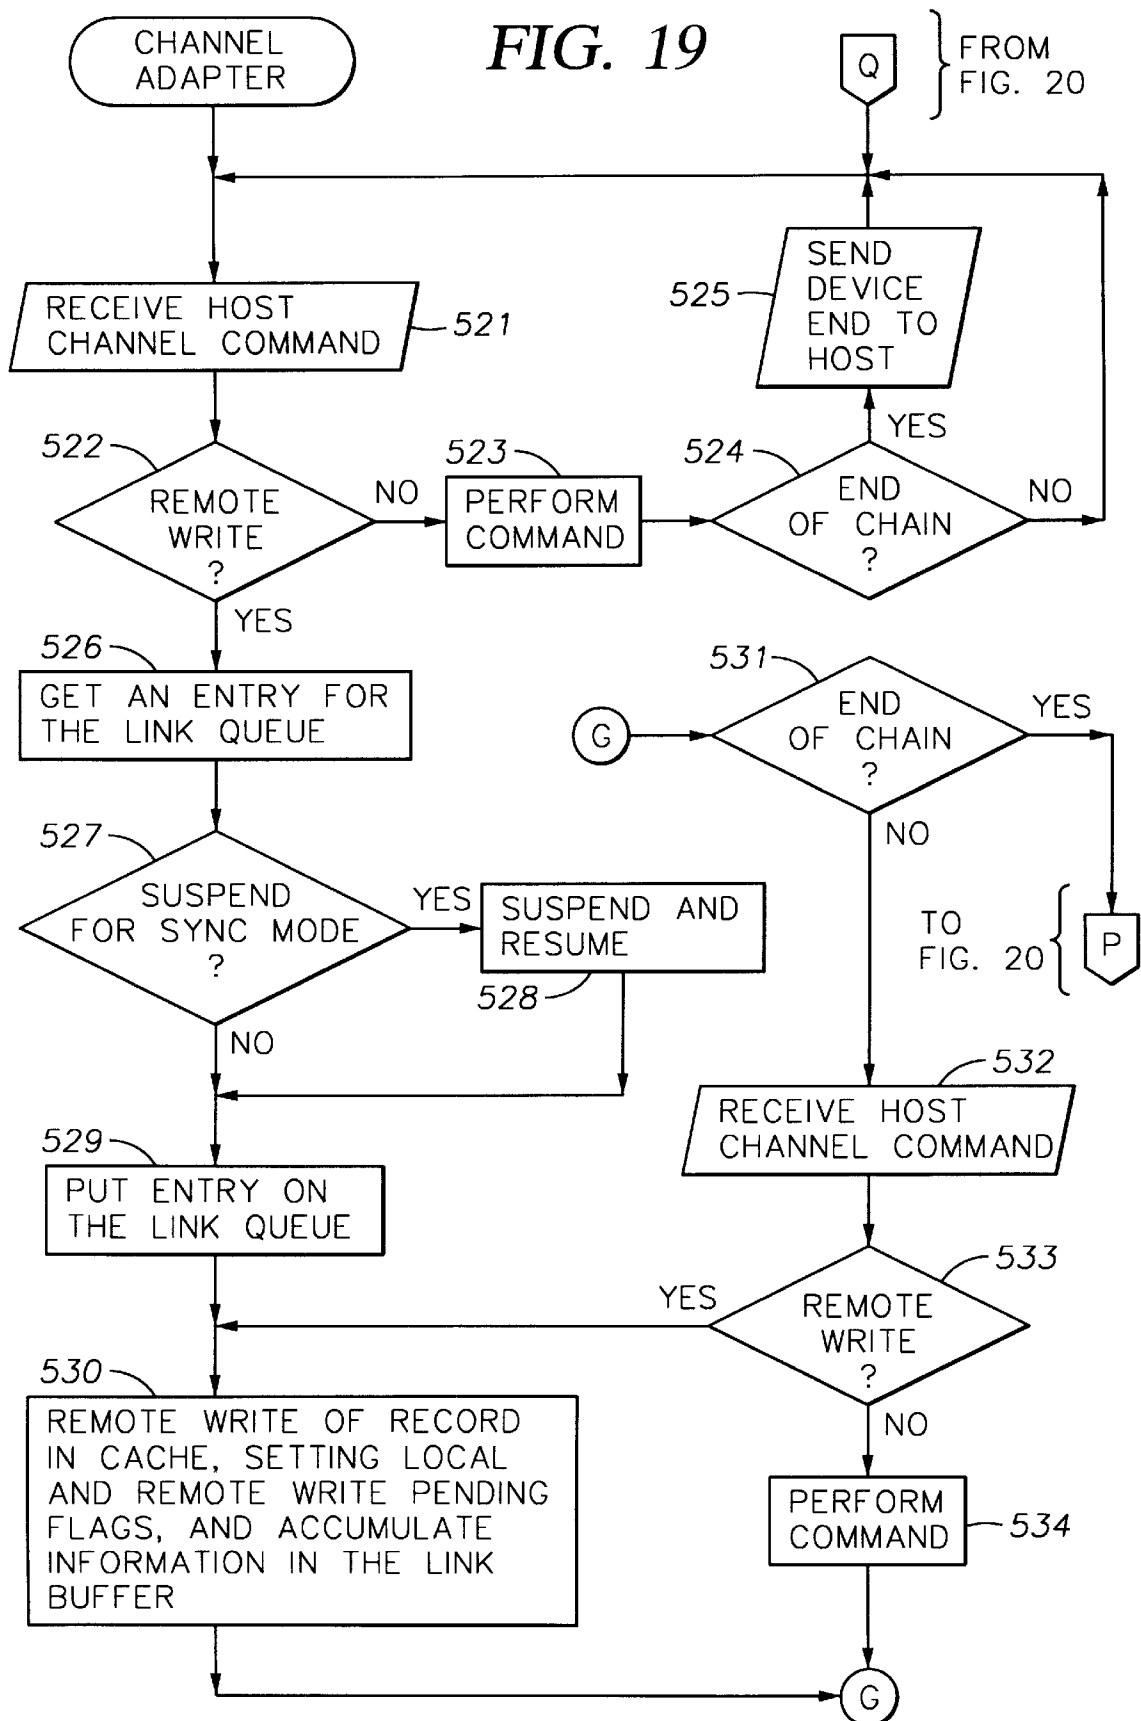 CHANNEL
ADAPTER
FIG. 19
Q
FROM
FIG. 20
RECEIVE HOST
CHANNEL COMMAND
521
SEND
DEVICE
END TO
HOST
525
522
REMOTE
WRITE
?
NO
YES
523
PERFORM
COMMAND
524
END
OF CHAIN
?
YES
NO
526
GET AN ENTRY FOR
THE LINK QUEUE
527
SUSPEND
FOR SYNC MODE
?
YES
NO
SUSPEND AND
RESUME
528
529
PUT ENTRY ON
THE LINK QUEUE
530
REMOTE WRITE OF RECORD
IN CACHE, SETTING LOCAL
AND REMOTE WRITE PENDING
FLAGS, AND ACCUMULATE
INFORMATION IN THE LINK
BUFFER
G
531
END
OF CHAIN
?
YES
NO
TO
FIG. 20
P
532
RECEIVE HOST
CHANNEL COMMAND
533
REMOTE
WRITE
?
YES
NO
PERFORM
COMMAND
534
G